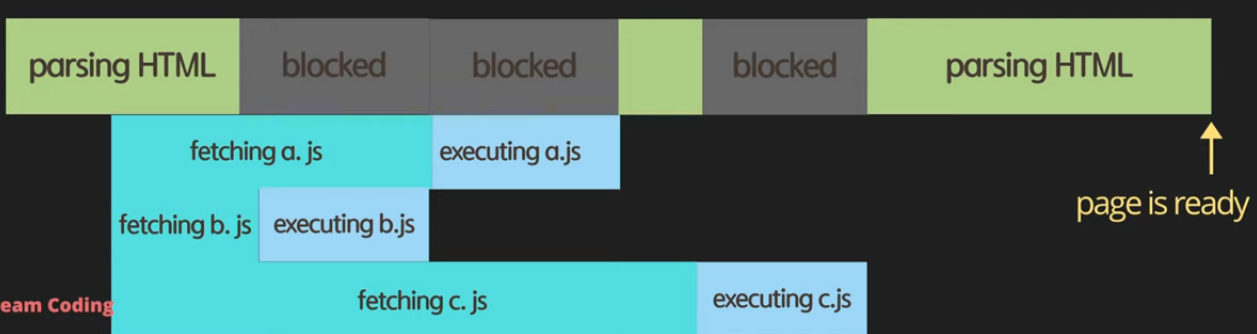 parsing HTML blocked blocked blocked parsing HTML
fetching a. js executing a.js
page is ready
fetching b. js executing b.js
eam Coding fetching c. js executing c.js